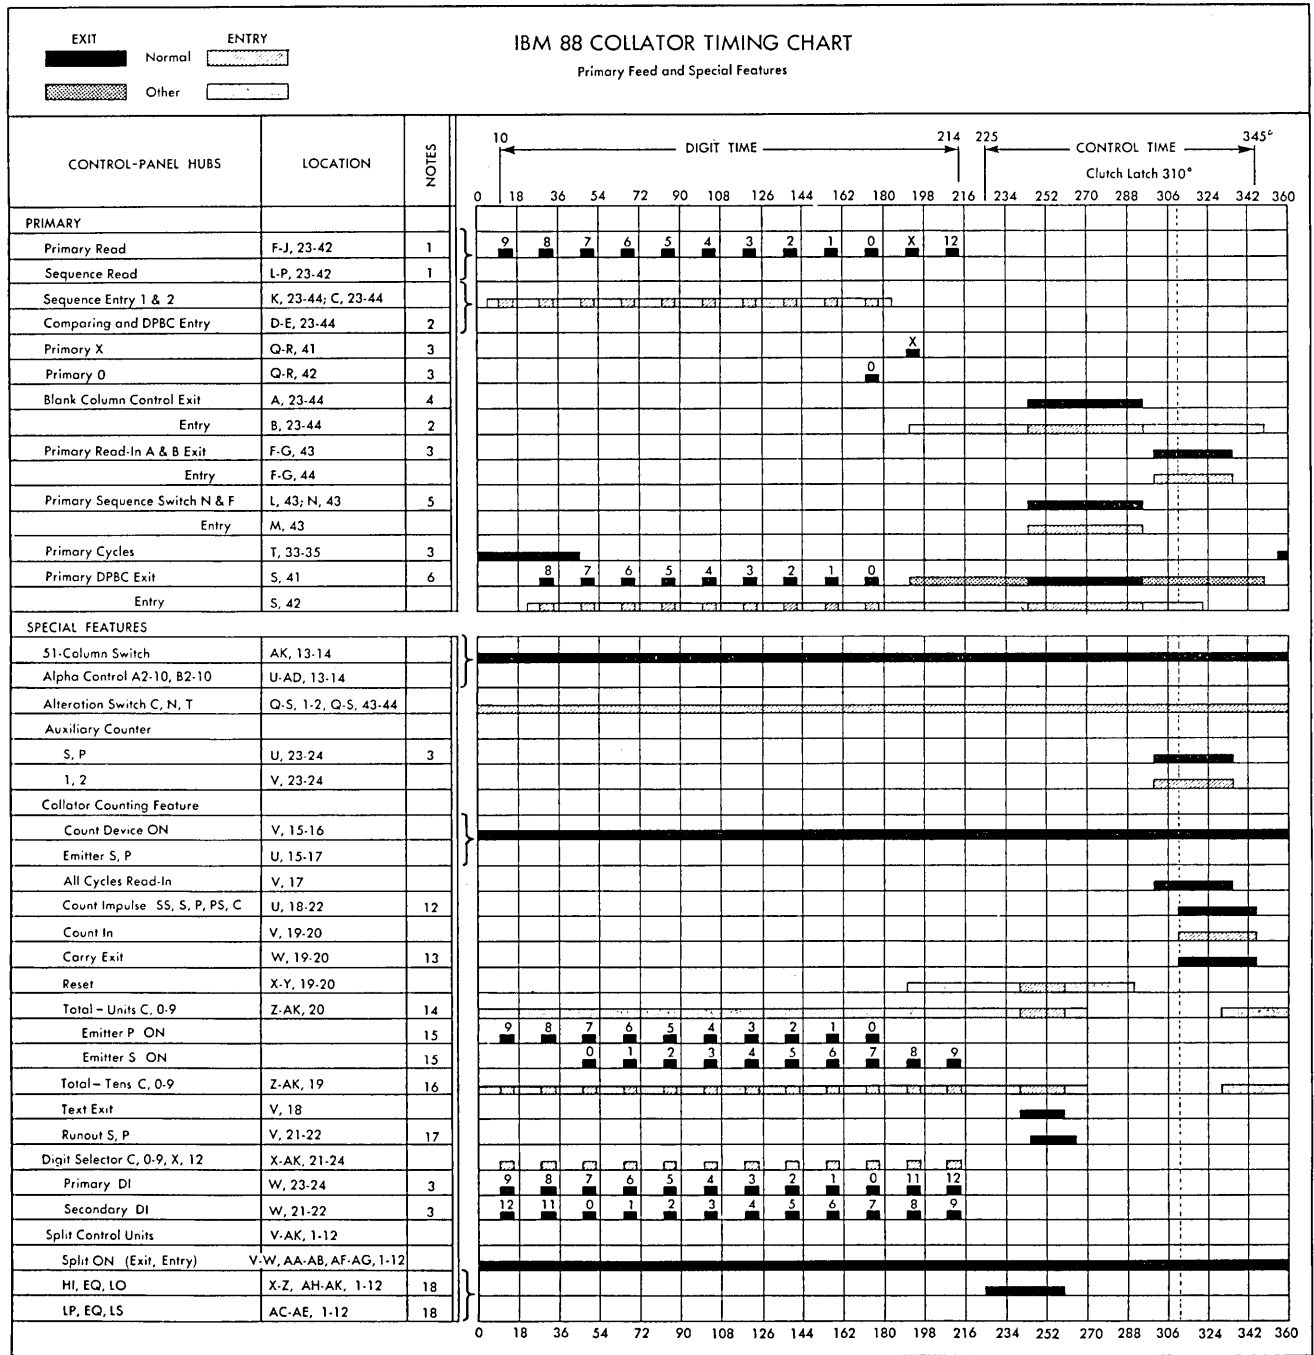 EXIT ENTRY
IBM 88 COLLATOR TIMING CHART
Normal
Primary Feed and Special Features
Other
CONTROL-PANEL HUBS LOCATION NOTES
10 DIGIT TIME 214 225 CONTROL TIME 345°
Clutch Latch 310°
0 18 36 54 72 90 108 126 144 162 180 198 216 234 252 270 288 306 324 342 360
PRIMARY
Primary Read F-J, 23-42 1 9 8 7 6 5 4 3 2 1 0 X 12
Sequence Read L-P, 23-42 1
Sequence Entry 1 & 2 K, 23-44; C, 23-44
Comparing and DPBC Entry D-E, 23-44 2
Primary X Q-R, 41 3 X
Primary 0 Q-R, 42 3 0
Blank Column Control Exit A, 23-44 4
Entry B, 23-44 2
Primary Read-In A & B Exit F-G, 43 3
Entry F-G, 44
Primary Sequence Switch N & F L, 43; N, 43 5
Entry M, 43
Primary Cycles T, 33-35 3
Primary DPBC Exit S, 41 6 8 7 6 5 4 3 2 1 0
Entry S, 42
SPECIAL FEATURES
51-Column Switch AK, 13-14
Alpha Control A2-10, B2-10 U-AD, 13-14
Alteration Switch C, N, T Q-S, 1-2, Q-S, 43-44
Auxiliary Counter
S, P U, 23-24 3
1, 2 V, 23-24
Collator Counting Feature
Count Device ON V, 15-16
Emitter S, P U, 15-17
All Cycles Read-In V, 17
Count Impulse SS, S, P, PS, C U, 18-22 12
Count In V, 19-20
Carry Exit W, 19-20 13
Reset X-Y, 19-20
Total – Units C, 0-9 Z-AK, 20 14
Emitter P ON 15 9 8 7 6 5 4 3 2 1 0
Emitter S ON 15 0 1 2 3 4 5 6 7 8 9
Total – Tens C, 0-9 Z-AK, 19 16
Text Exit V, 18
Runout S, P V, 21-22 17
Digit Selector C, 0-9, X, 12 X-AK, 21-24
Primary DI W, 23-24 3 9 8 7 6 5 4 3 2 1 0 11 12
Secondary DI W, 21-22 3 12 11 0 1 2 3 4 5 6 7 8 9
Split Control Units V-AK, 1-12
Split ON (Exit, Entry) V-W, AA-AB, AF-AG, 1-12
HI, EQ, LO X-Z, AH-AK, 1-12 18
LP, EQ, LS AC-AE, 1-12 18
0 18 36 54 72 90 108 126 144 162 180 198 216 234 252 270 288 306 324 342 360